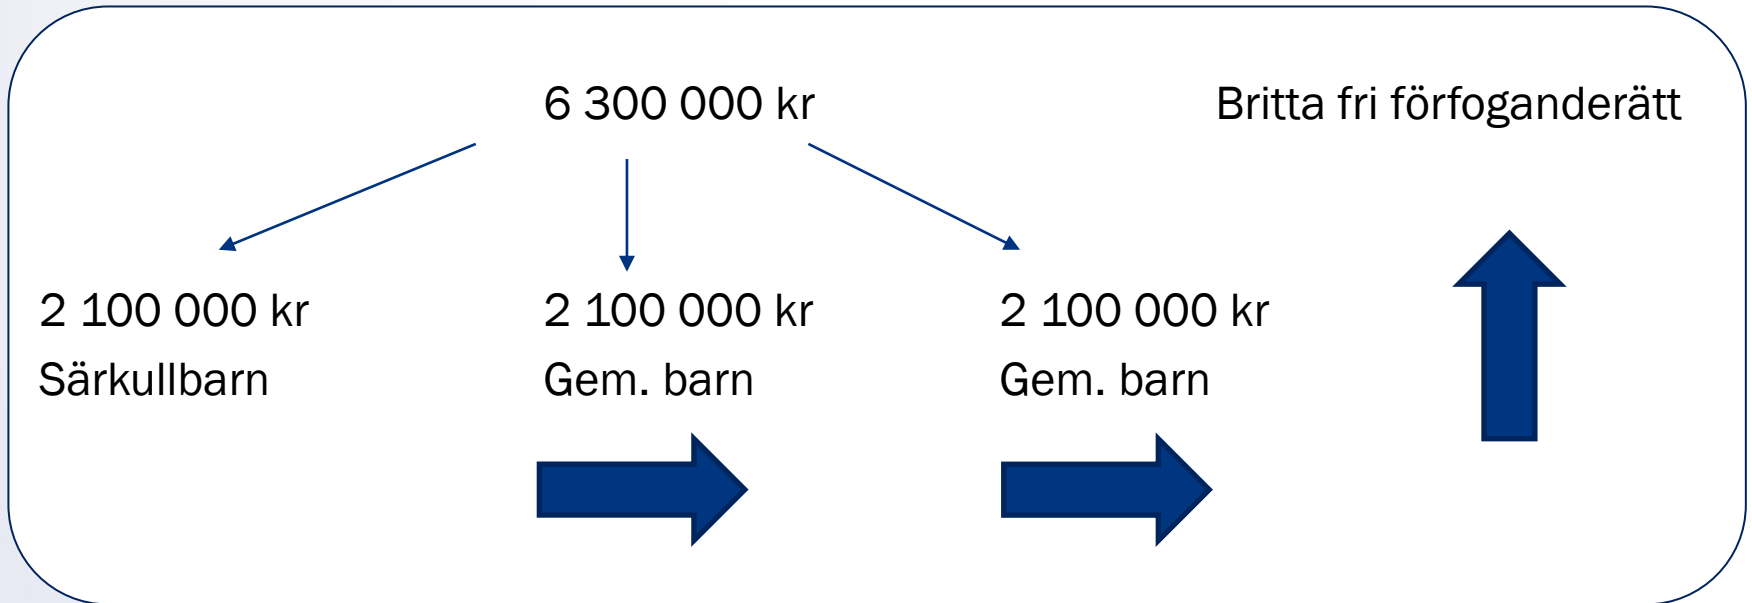 6 300 000 kr
Britta fri förfoganderätt
2 100 000 kr
Särkullbarn
2 100 000 kr
Gem. barn
2 100 000 kr
Gem. barn